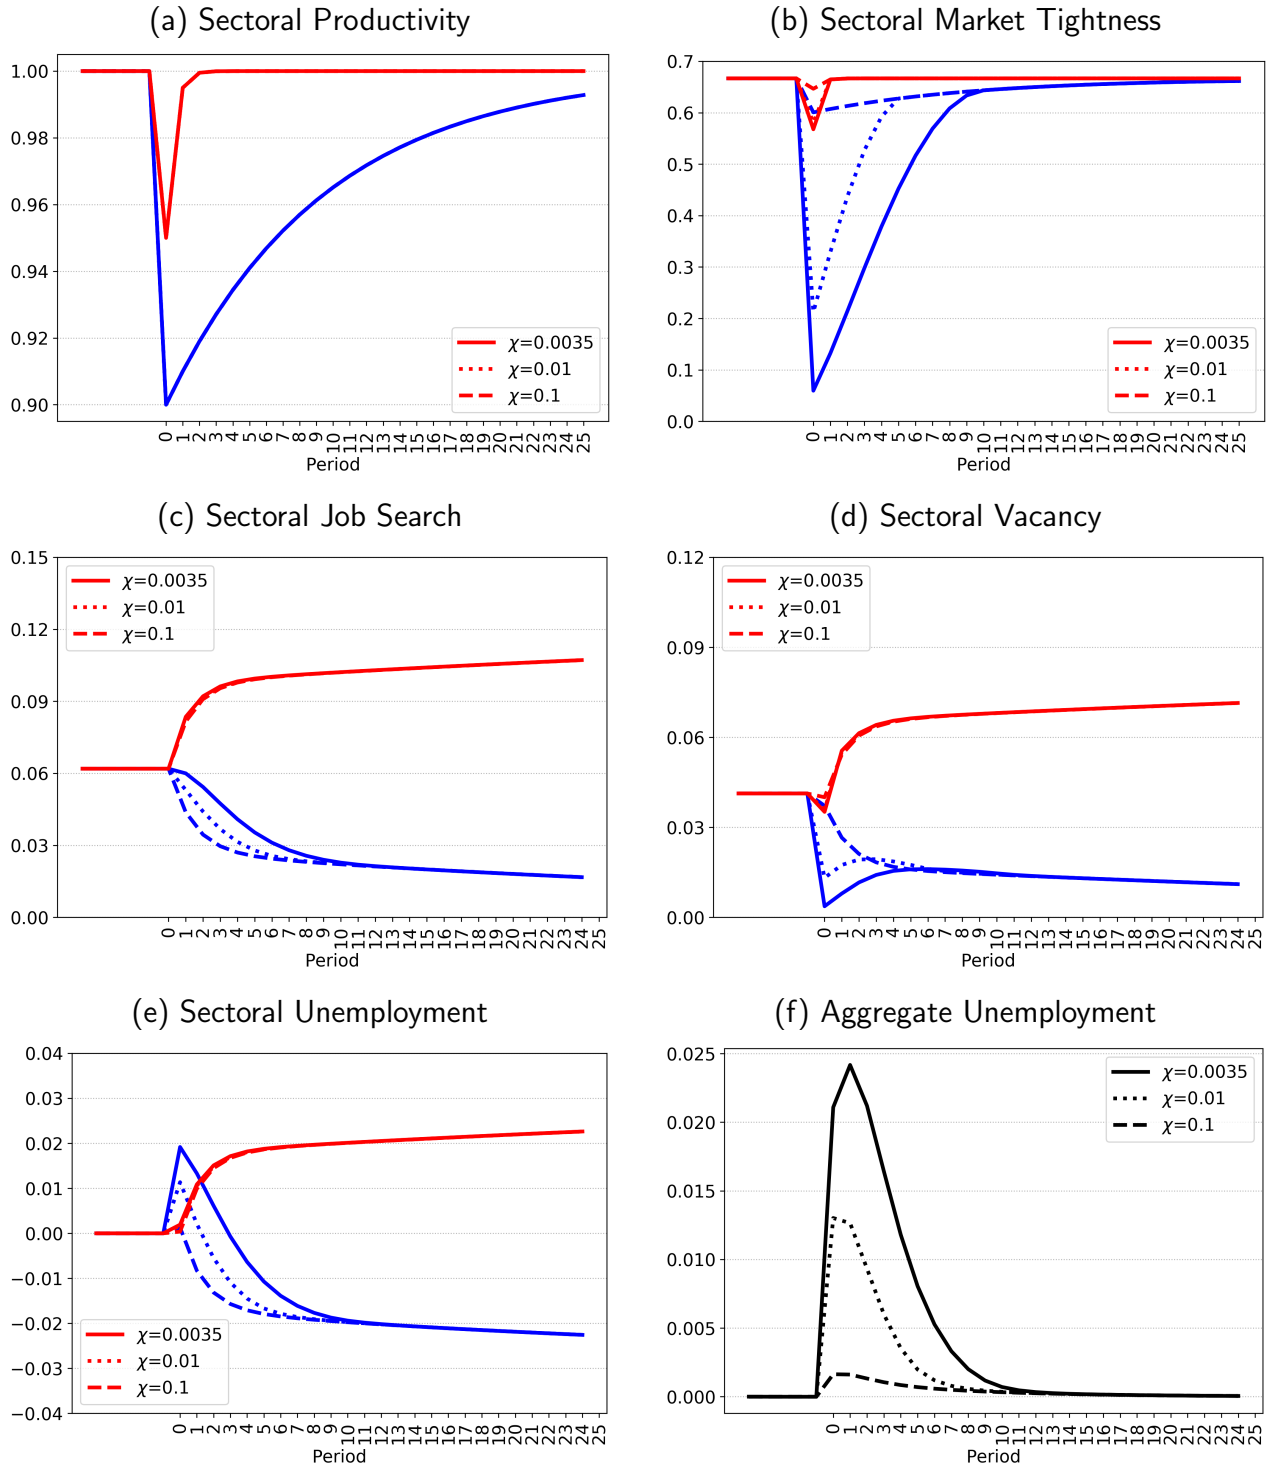 (a) Sectoral Productivity
1.00
0.98
0.96
0.94
0.92
0.90
χ=0.0035
χ=0.01
χ=0.1
0 1 2 3 4 5 6 7 8 9 10 11 12 13 14 15 16 17 18 19 20 21 22 23 24 25
Period
(b) Sectoral Market Tightness
0.7
0.6
0.5
0.4
0.3
0.2
0.1
0.0
χ=0.0035
χ=0.01
χ=0.1
0 1 2 3 4 5 6 7 8 9 10 11 12 13 14 15 16 17 18 19 20 21 22 23 24 25
Period
(c) Sectoral Job Search
0.15
0.12
0.09
0.06
0.03
0.00
χ=0.0035
χ=0.01
χ=0.1
0 1 2 3 4 5 6 7 8 9 10 11 12 13 14 15 16 17 18 19 20 21 22 23 24 25
Period
(d) Sectoral Vacancy
0.12
0.09
0.06
0.03
0.00
χ=0.0035
χ=0.01
χ=0.1
0 1 2 3 4 5 6 7 8 9 10 11 12 13 14 15 16 17 18 19 20 21 22 23 24 25
Period
(e) Sectoral Unemployment
0.04
0.03
0.02
0.01
0.00
−0.01
−0.02
−0.03
−0.04
χ=0.0035
χ=0.01
χ=0.1
0 1 2 3 4 5 6 7 8 9 10 11 12 13 14 15 16 17 18 19 20 21 22 23 24 25
Period
(f) Aggregate Unemployment
0.025
0.020
0.015
0.010
0.005
0.000
χ=0.0035
χ=0.01
χ=0.1
0 1 2 3 4 5 6 7 8 9 10 11 12 13 14 15 16 17 18 19 20 21 22 23 24 25
Period